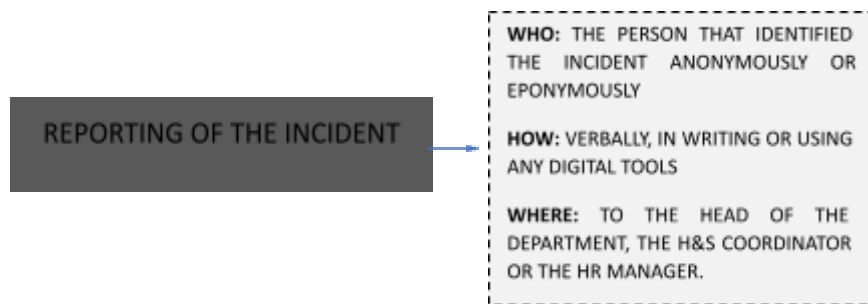 REPORTING OF THE INCIDENT
WHO: THE PERSON THAT IDENTIFIED
THE INCIDENT ANONYMOUSLY OR
EPONYMOUSLY
HOW: VERBALLY, IN WRITING OR USING
ANY DIGITAL TOOLS
WHERE: TO THE HEAD OF THE
DEPARTMENT, THE H&S COORDINATOR
OR THE HR MANAGER.